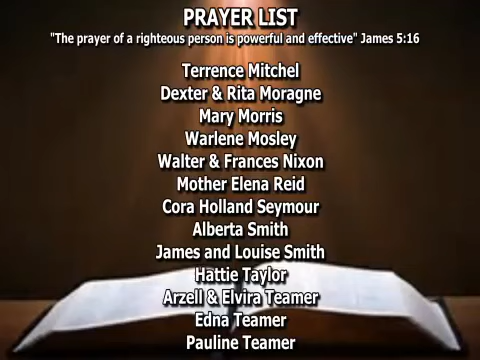 PRAYER LIST
"The prayer of a righteous person is powerful and effective" James 5:16
Terrence Mitchel
Dexter & Rita Moragne
Mary Morris
Warlene Mosley
Walter & Frances Nixon
Mother Elena Reid
Cora Holland Seymour
Alberta Smith
James and Louise Smith
Hattie Taylor
Arzell & Elvira Teamer
Edna Teamer
Pauline Teamer